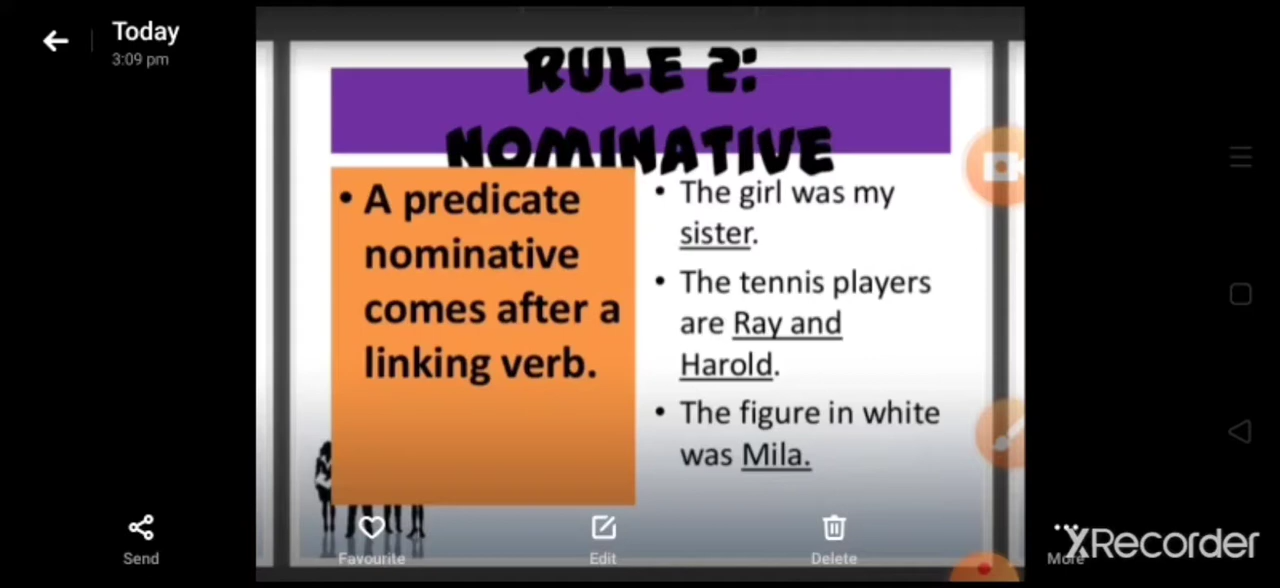 Today
3:09 pm
RULE 2:
NOMINATIVE
• A predicate
nominative
comes after a
linking verb.
• The girl was my
sister.
• The tennis players
are Ray and
Harold.
• The figure in white
was Mila.
Send
Favourite
Edit
Delete
More
XRecorder